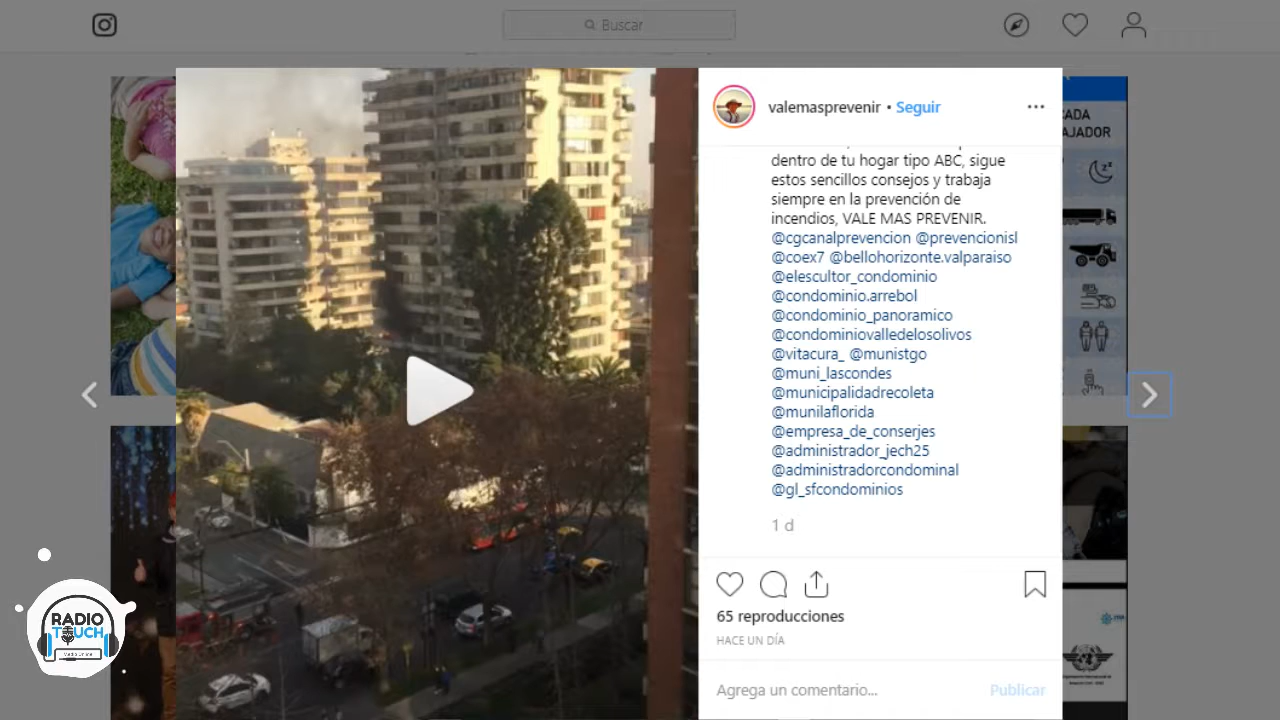 Buscar
valemasprevenir • Seguir
dentro de tu hogar tipo ABC, sigue
estos sencillos consejos y trabaja
siempre en la prevención de
incendios, VALE MAS PREVENIR.
@cgcanalprevencion @prevencionisl
@coex7 @bellohorizonte.valparaiso
@elescultor_condominio
@condominio.arrebol
@condominio_panoramico
@condominiovalledelosolivos
@vitacura_ @munistgo
@muni_lascondes
@municipalidadrecoleta
@munilaflorida
@empresa_de_conserjes
@administrador_jech25
@administradorcondominal
@gl_sfcondominios
1 d
65 reproducciones
HACE UN DÍA
Agrega un comentario... Publicar
CADA
AJADOR
RADIO
TOUCH